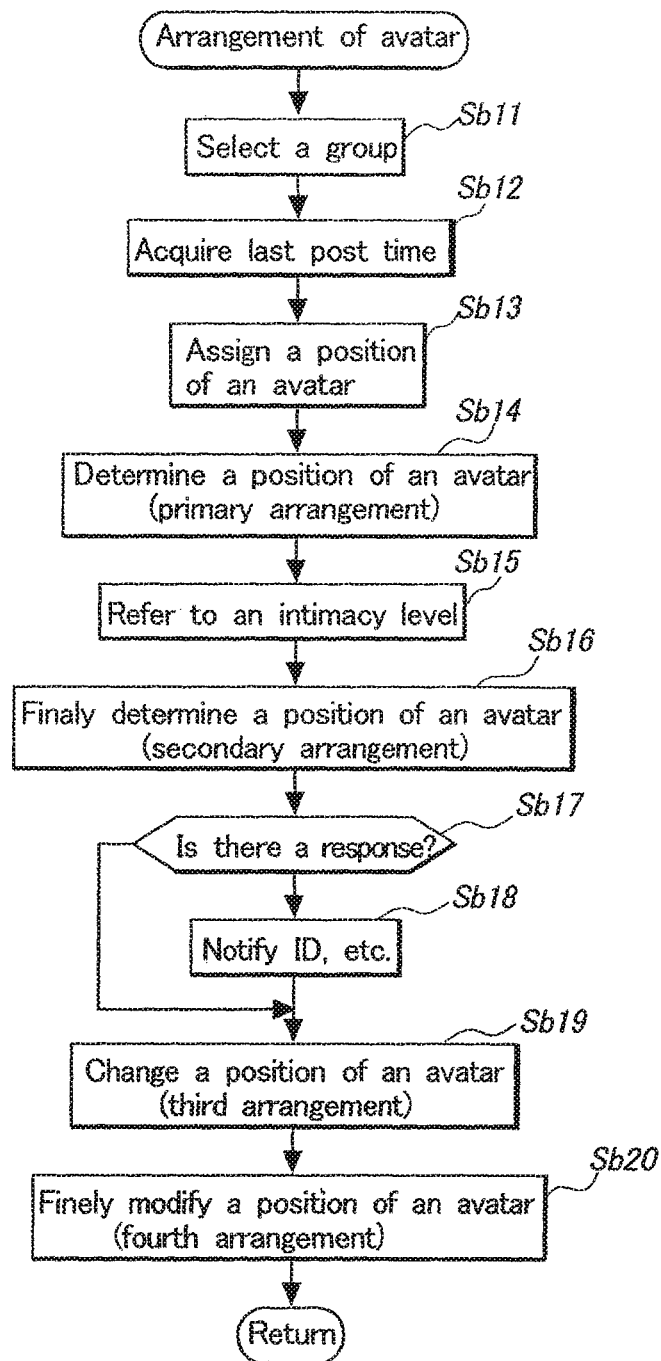 Arrangement of avatar
Sb11
Select a group
Sb12
Acquire last post time
Sb13
Assign a position
of an avatar
Sb14
Determine a position of an avatar
(primary arrangement)
Sb15
Refer to an intimacy level
Sb16
Finaly determine a position of an avatar
(secondary arrangement)
Sb17
Is there a response?
Sb18
Notify ID, etc.
Sb19
Change a position of an avatar
(third arrangement)
Sb20
Finely modify a position of an avatar
(fourth arrangement)
Return